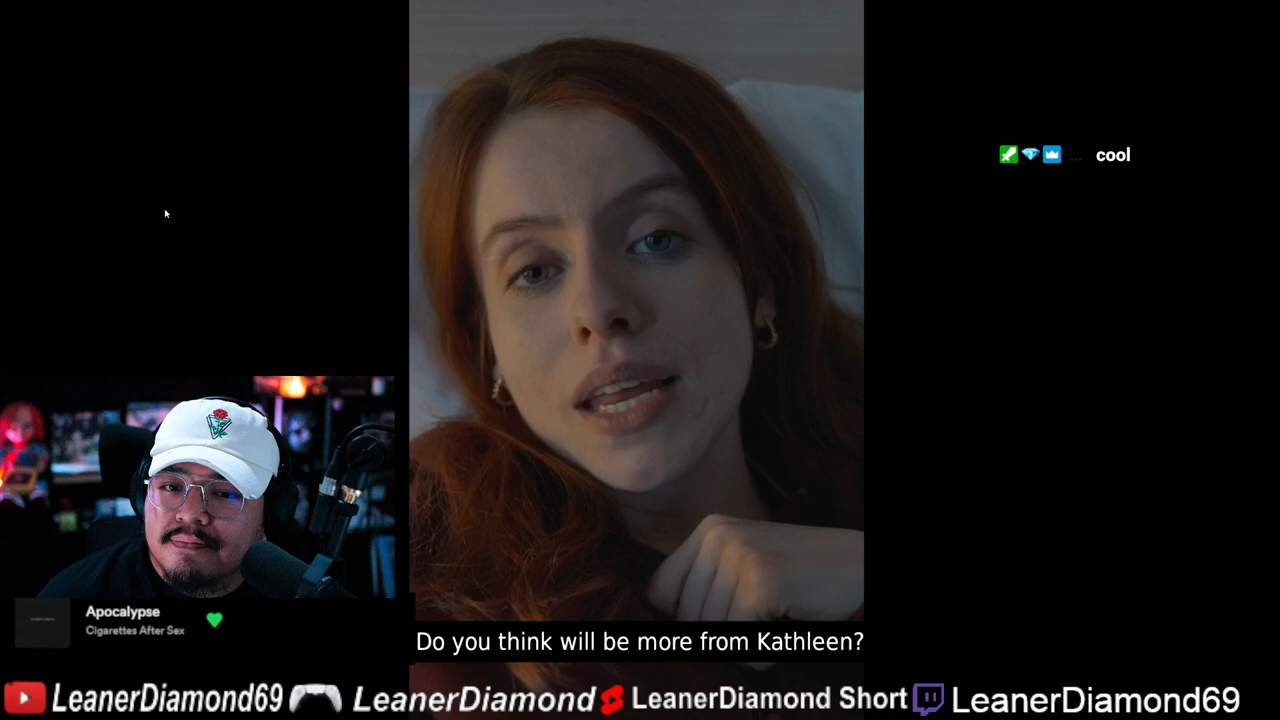 cool
Apocalypse
Cigarettes After Sex
Do you think will be more from Kathleen?
LeanerDiamond69
LeanerDiamond
LeanerDiamond Short
LeanerDiamond69